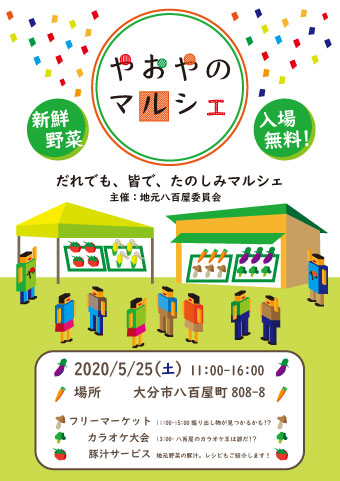 やおやの
マルシェ
新鮮
野菜
入場
無料!
だれでも、皆で、たのしみマルシェ
主催：地元八百屋委員会
2020/5/25(土) 11:00-16:00
場所 大分市八百屋町 808-8
フリーマーケット 11:00-15:00 掘り出し物が見つかるかも!?
カラオケ大会 13:00- 八百屋のカラオケ王は誰だ!?
豚汁サービス 地元野菜の豚汁。レシピもご紹介します！